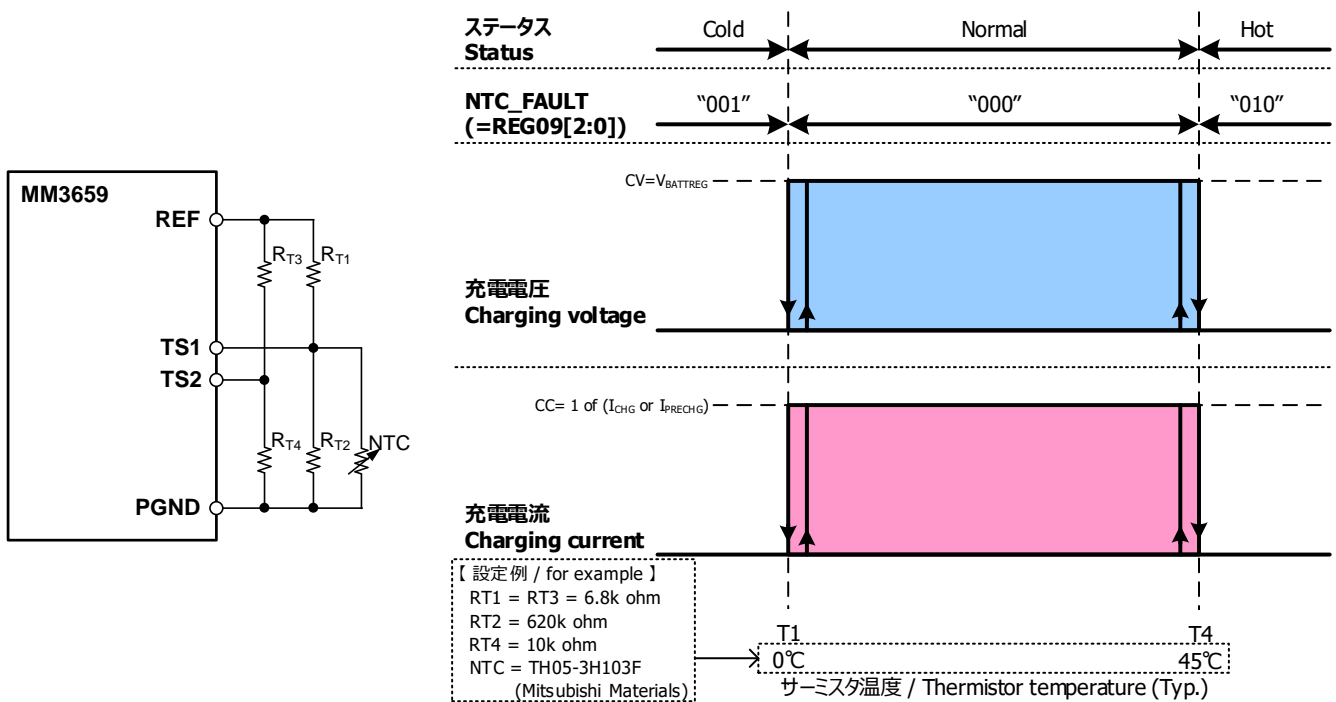 MM3659
REF
RT3
RT1
TS1
TS2
RT4
RT2
NTC
PGND
ステータス
Status
Cold
Normal
Hot
NTC_FAULT
(=REG09[2:0])
“001”
“000”
“010”
CV=VBATTREG
充電電圧
Charging voltage
CC= 1 of (ICHG or IPRECHG)
充電電流
Charging current
【 設定例 / for example 】
RT1 = RT3 = 6.8k ohm
RT2 = 620k ohm
RT4 = 10k ohm
NTC = TH05-3H103F
(Mitsubishi Materials)
T1
T4
0℃
45℃
サーミスタ温度 / Thermistor temperature (Typ.)